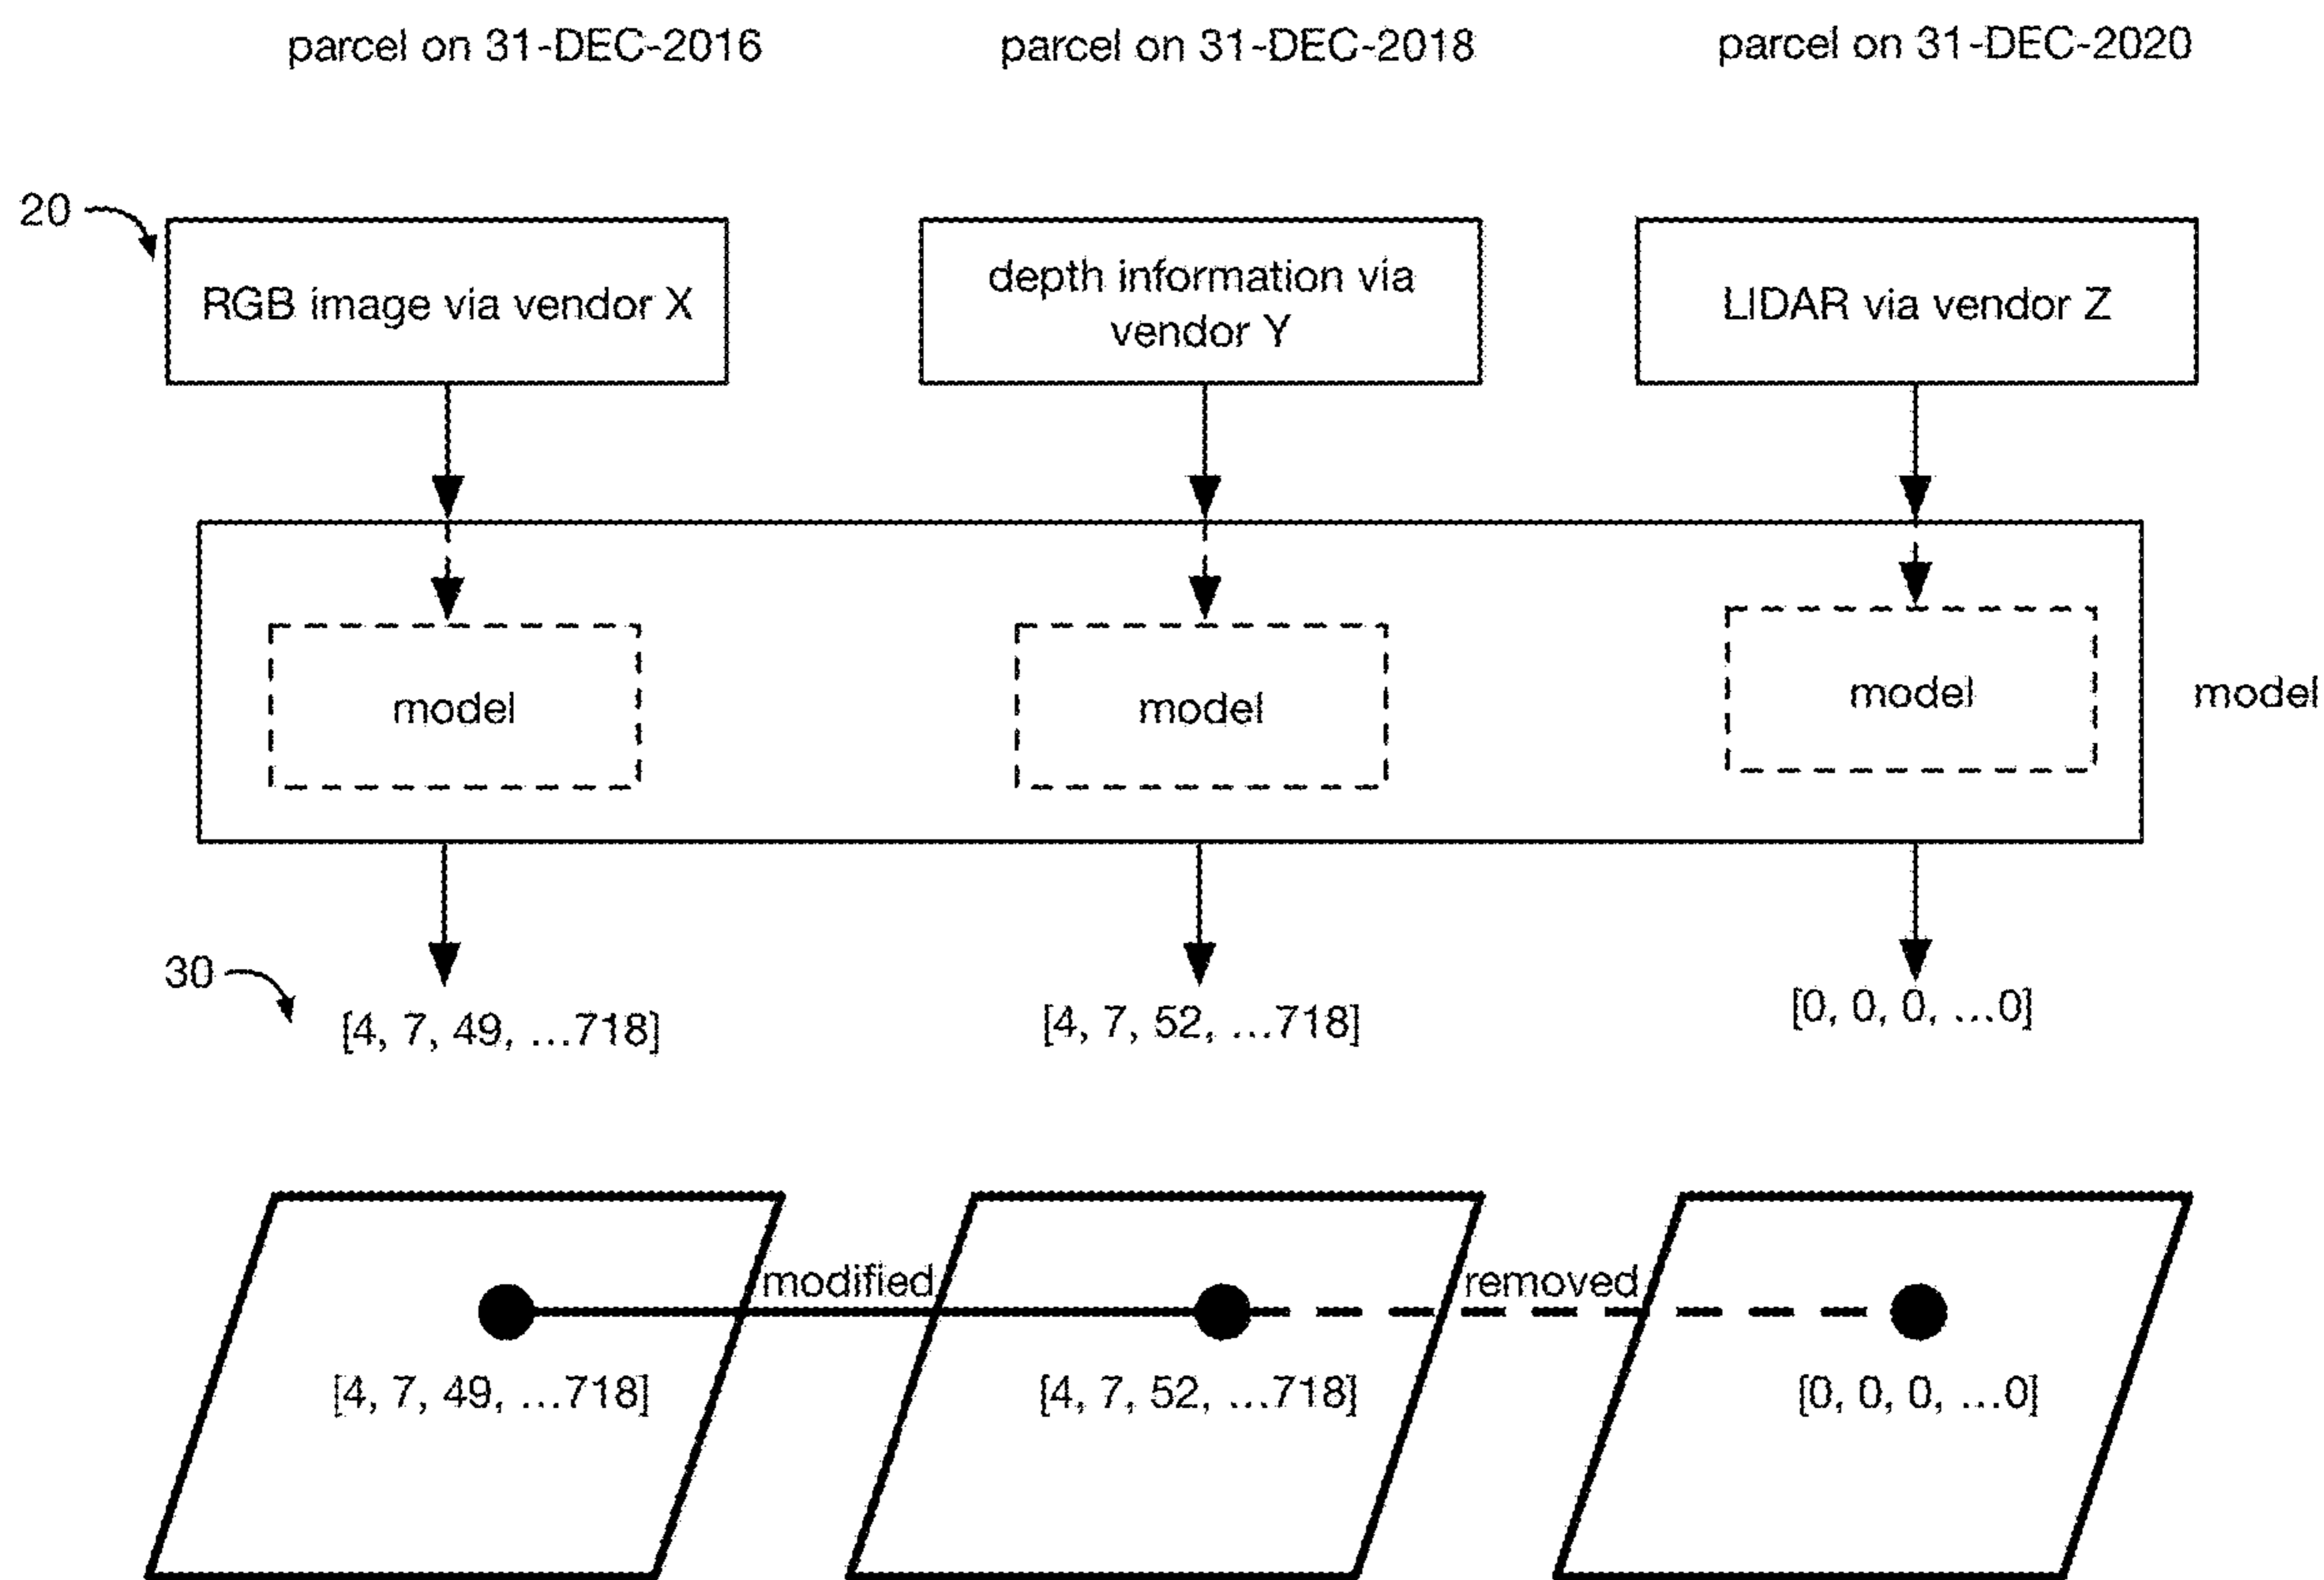 parcel on 31-DEC-2016
parcel on 31-DEC-2018
parcel on 31-DEC-2020
20
RGB image via vendor X
depth information via
vendor Y
LIDAR via vendor Z
model
model
model
model
30
[4, 7, 49, ...718]
[4, 7, 52, ...718]
[0, 0, 0, ...0]
modified
removed
[4, 7, 49, ...718]
[4, 7, 52, ...718]
[0, 0, 0, ...0]